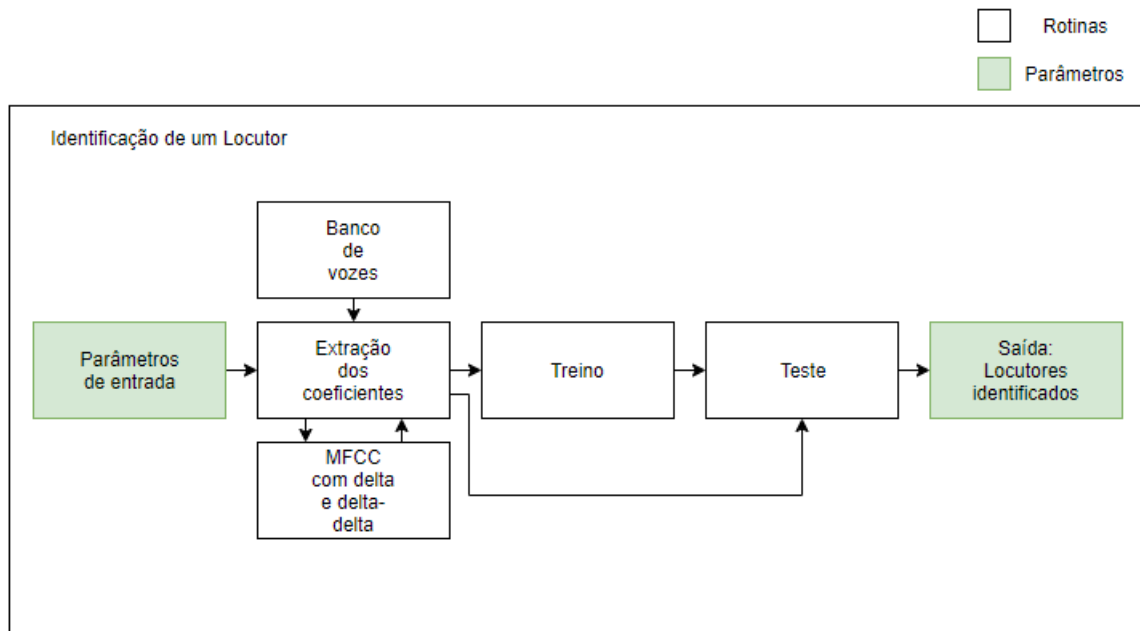 Rotinas
Parâmetros
Identificação de um Locutor
Banco
de
vozes
Parâmetros
de entrada
Extração
dos
coeficientes
Treino
Teste
Saída:
Locutores
identificados
MFCC
com delta
e delta-
delta